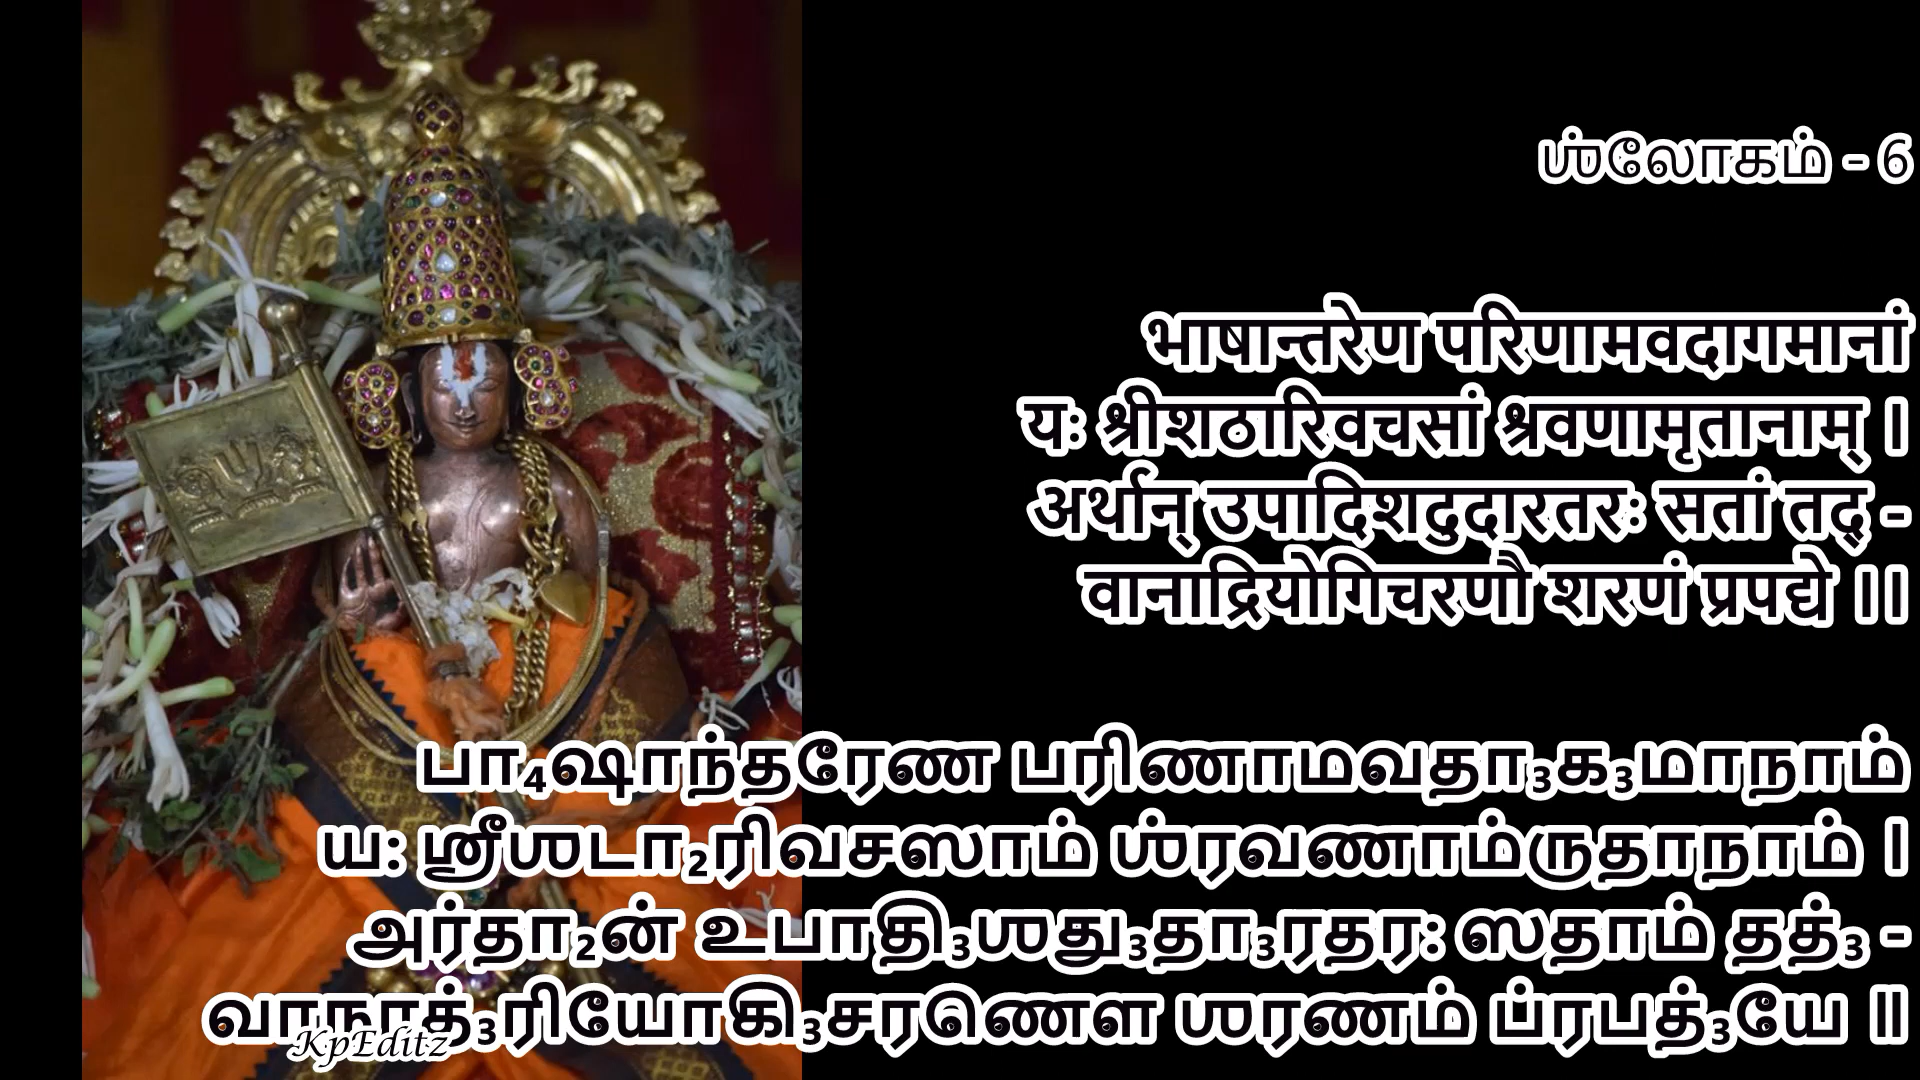 ஶ்லோகம் - 6
भाषान्तरेण परिणामवदागमानां
यः श्रीशठारिवचसां श्रवणामृतानाम् ।
अर्थान् उपादिशदुदारतरः सतां तद् -
वानाद्रियोगिचरणौ शरणं प्रपद्ये ।।
பா₄ஷாந்தரேண பரிணாமவதா₃க₃மாநாம்
ய: ஶ்ரீஶடா₂ரிவசஸாம் ஶ்ரவணாம்ருதாநாம் ।
அர்தா₂ன் உபாதி₃ஶது₃தா₃ரதர: ஸதாம் தத்₃ -
வாநாத்₃ரியோகி₃சரணௌ ஶரணம் ப்ரபத்₃யே ॥
KpEditz